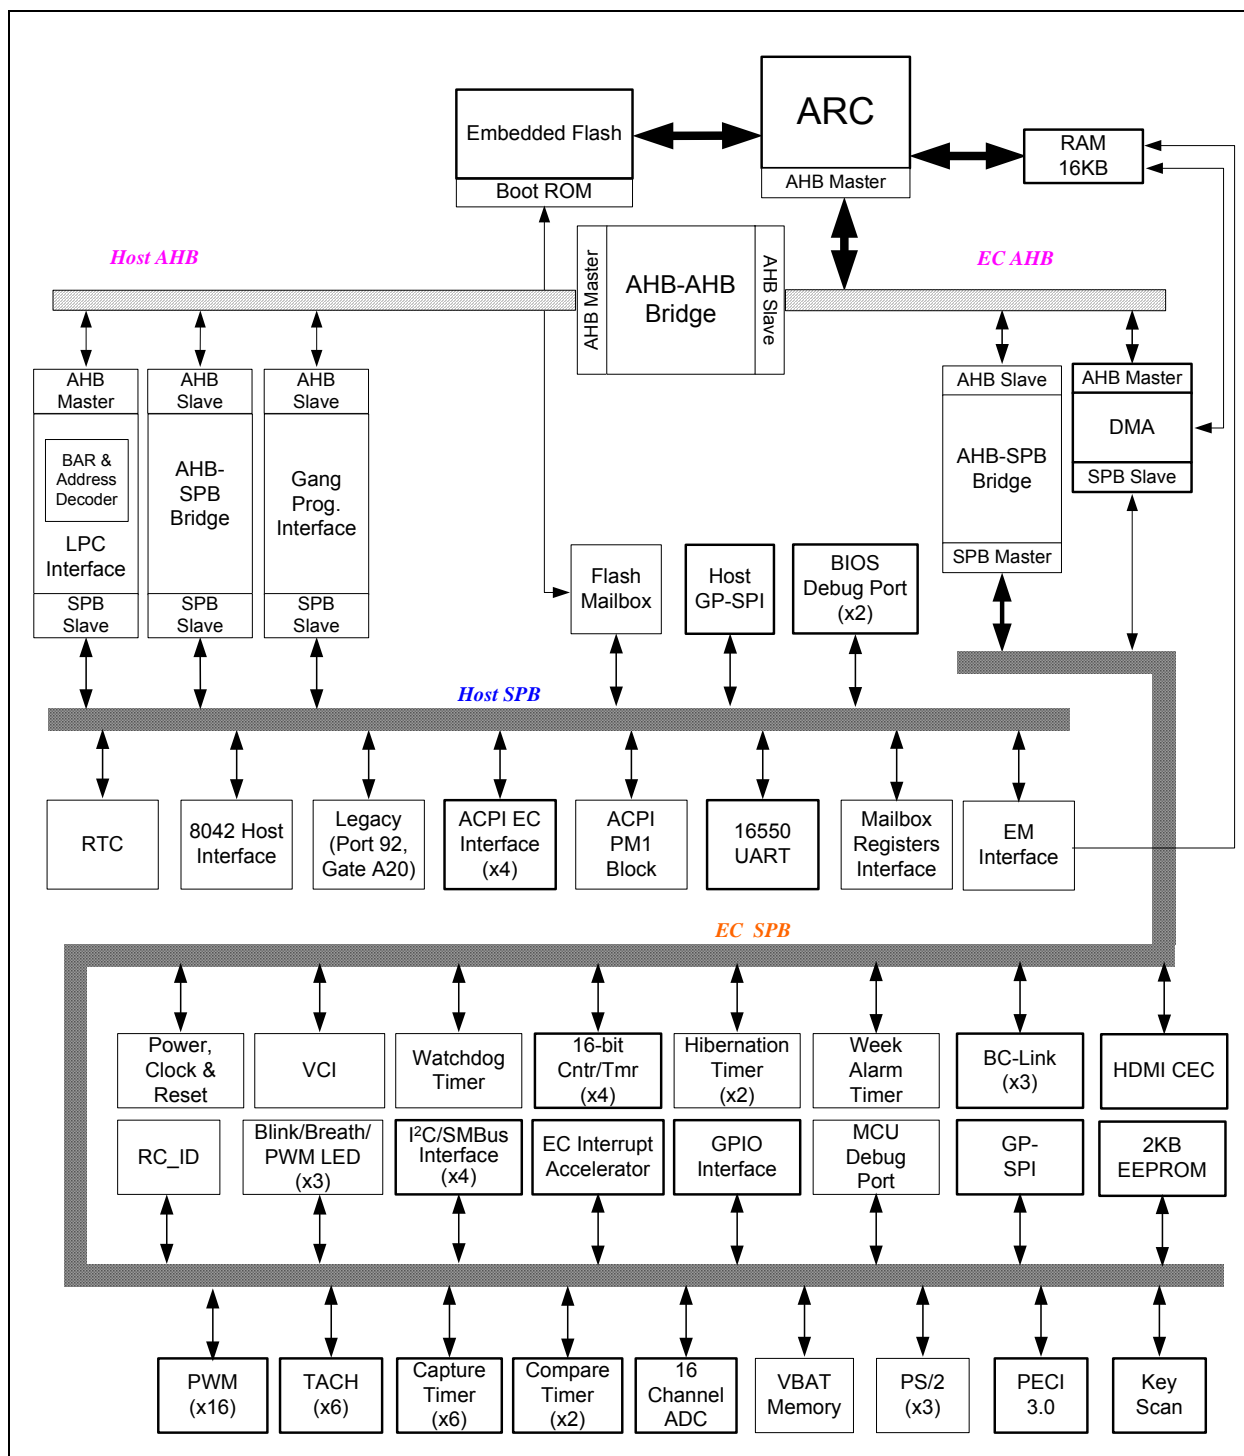 ARC
Embedded Flash
RAM
16KB
Boot ROM
AHB Master
Host AHB
EC AHB
AHB Master
AHB-AHB
Bridge
AHB Slave
AHB
Master
AHB
Slave
AHB
Slave
AHB Slave
AHB Master
BAR &
Address
Decoder
LPC
Interface
AHB-
SPB
Bridge
Gang
Prog.
Interface
AHB-SPB
Bridge
DMA
SPB Slave
SPB Master
SPB
Slave
SPB
Slave
SPB
Slave
Flash
Mailbox
Host
GP-SPI
BIOS
Debug Port
(x2)
Host SPB
RTC
8042 Host
Interface
Legacy
(Port 92,
Gate A20)
ACPI EC
Interface
(x4)
ACPI
PM1
Block
16550
UART
Mailbox
Registers
Interface
EM
Interface
EC SPB
Power,
Clock &
Reset
VCI
Watchdog
Timer
16-bit
Cntr/Tmr
(x4)
Hibernation
Timer
(x2)
Week
Alarm
Timer
BC-Link
(x3)
HDMI CEC
RC_ID
Blink/Breath/
PWM LED
(x3)
I²C/SMBus
Interface
(x4)
EC Interrupt
Accelerator
GPIO
Interface
MCU
Debug
Port
GP-
SPI
2KB
EEPROM
PWM
(x16)
TACH
(x6)
Capture
Timer
(x6)
Compare
Timer
(x2)
16
Channel
ADC
VBAT
Memory
PS/2
(x3)
PECI
3.0
Key
Scan